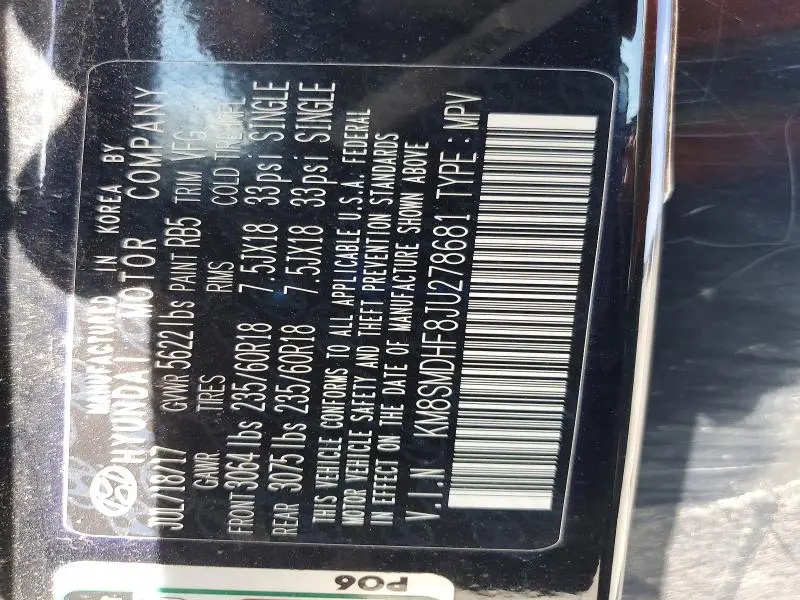 MANUFACTURED IN KOREA BY
HYUNDAI MOTOR COMPANY
JUL/18/17 GVWR 5622 lbs PAINT RB5 TRIM VFG
GAWR TIRES RIMS COLD TIRE
FRONT 3064 lbs 235/60R18 7.5JX18 33psi SINGLE
REAR 3075 lbs 235/60R18 7.5JX18 33psi SINGLE
THIS VEHICLE CONFORMS TO ALL APPLICABLE U.S.A. FEDERAL
MOTOR VEHICLE SAFETY AND THEFT PREVENTION STANDARDS
IN EFFECT ON THE DATE OF MANUFACTURE SHOWN ABOVE
V.I.N KM8SMDHF8JU278681 TYPE : MPV
P06